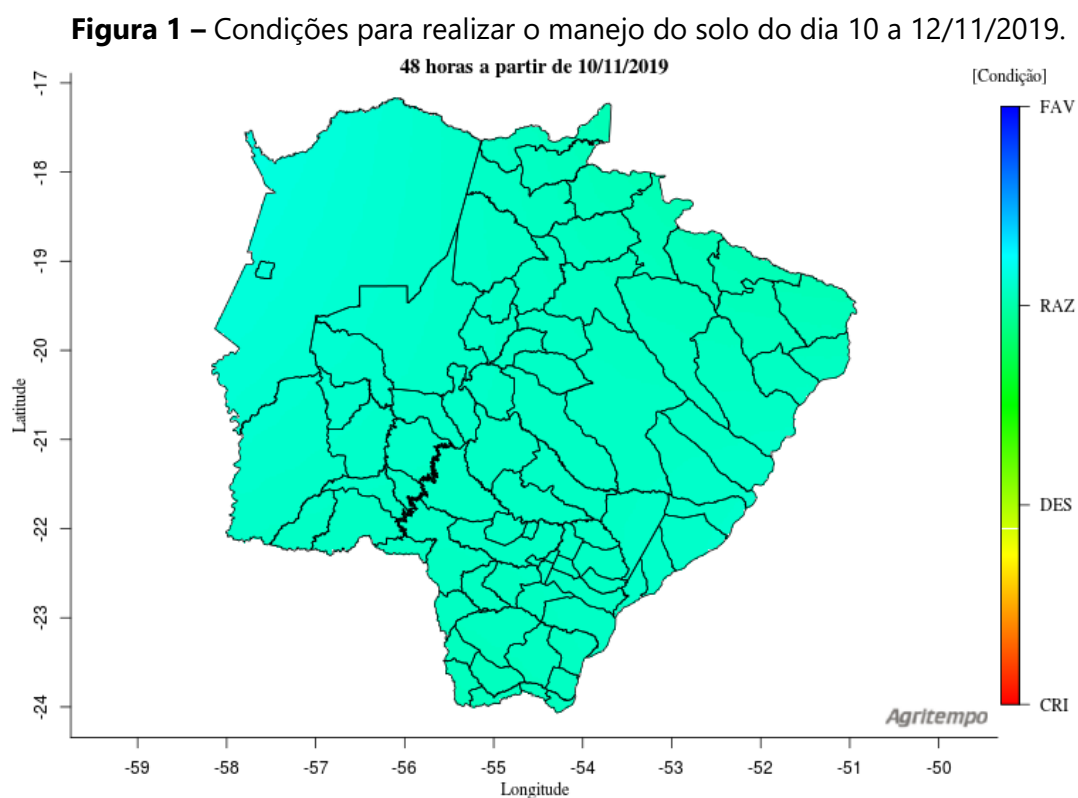 Figura 1 – Condições para realizar o manejo do solo do dia 10 a 12/11/2019.
48 horas a partir de 10/11/2019
[Condição]
FAV
RAZ
DES
CRI
-17
-18
-19
-20
-21
-22
-23
-24
Latitude
Agritempo
-59
-58
-57
-56
-55
-54
-53
-52
-51
-50
Longitude